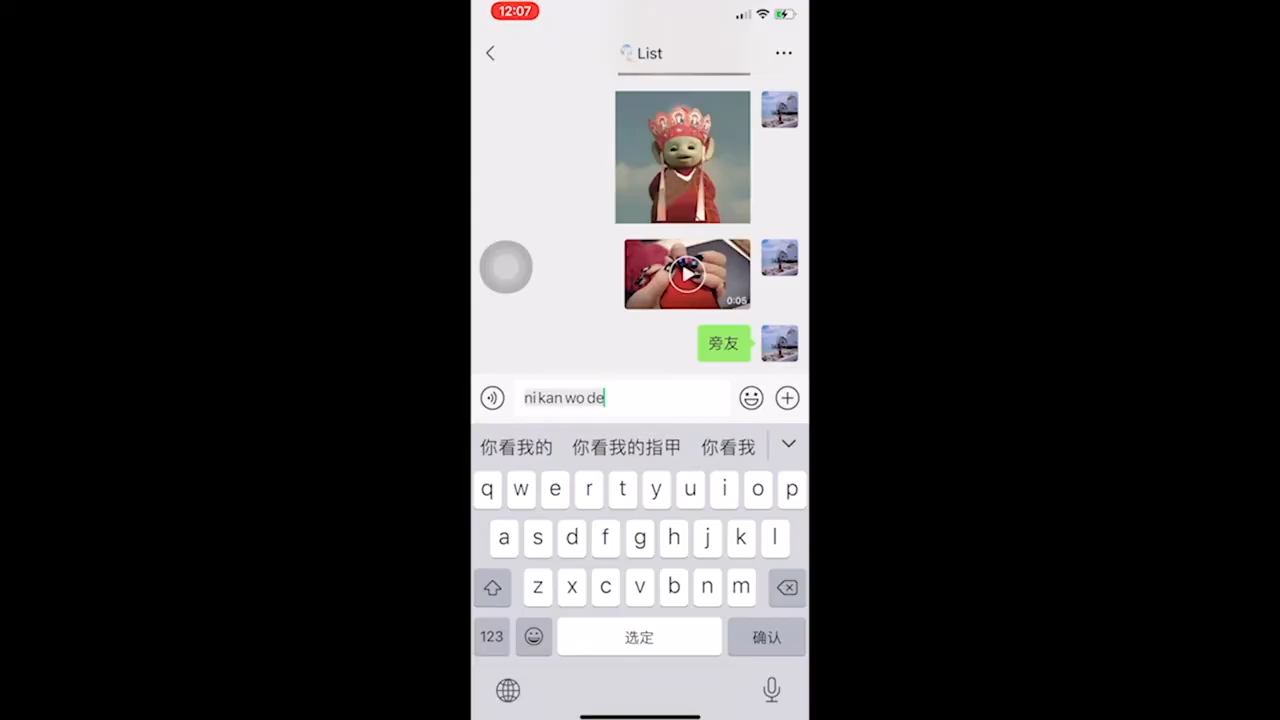 12:07
List
0:05
旁友
ni kan wo de
你看我的 你看我的指甲 你看我
q w e r t y u i o p
a s d f g h j k l
z x c v b n m
123 选定 确认